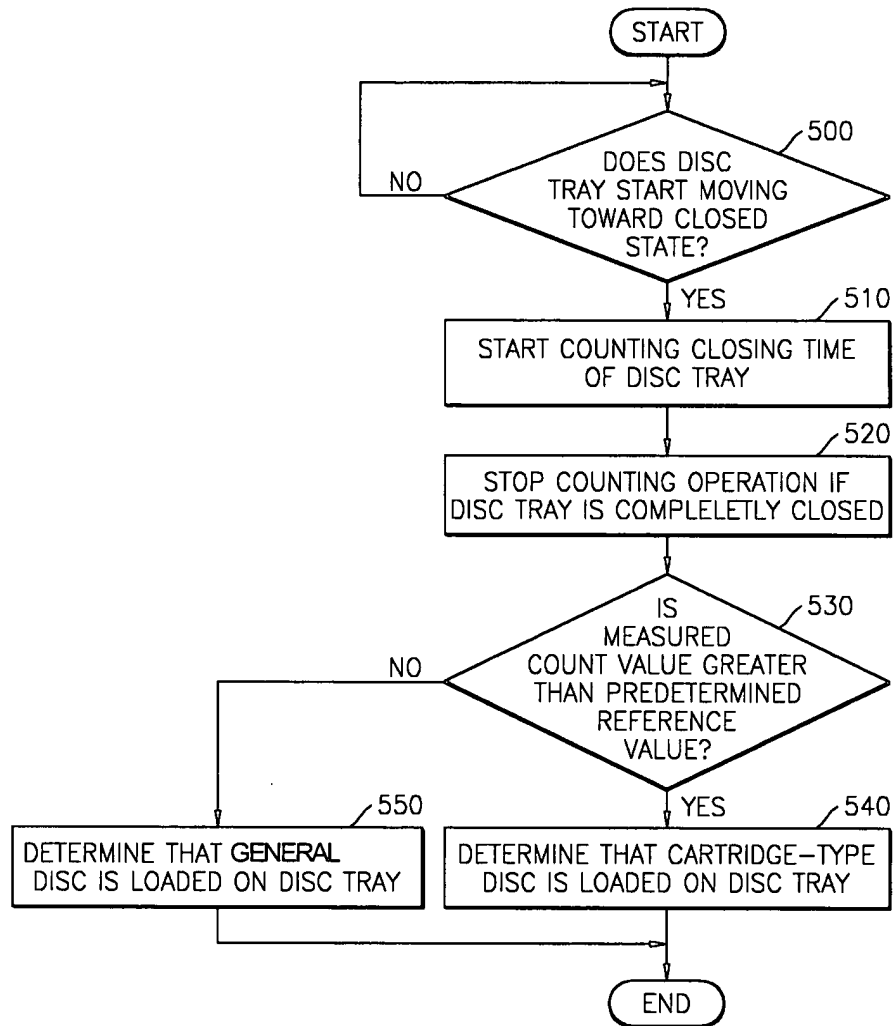 START
500
DOES DISC
TRAY START MOVING
TOWARD CLOSED
STATE?
NO
YES
510
START COUNTING CLOSING TIME
OF DISC TRAY
520
STOP COUNTING OPERATION IF
DISC TRAY IS COMPLELETLY CLOSED
530
IS
MEASURED
COUNT VALUE GREATER
THAN PREDETERMINED
REFERENCE
VALUE?
NO
YES
550
DETERMINE THAT GENERAL
DISC IS LOADED ON DISC TRAY
540
DETERMINE THAT CARTRIDGE-TYPE
DISC IS LOADED ON DISC TRAY
END